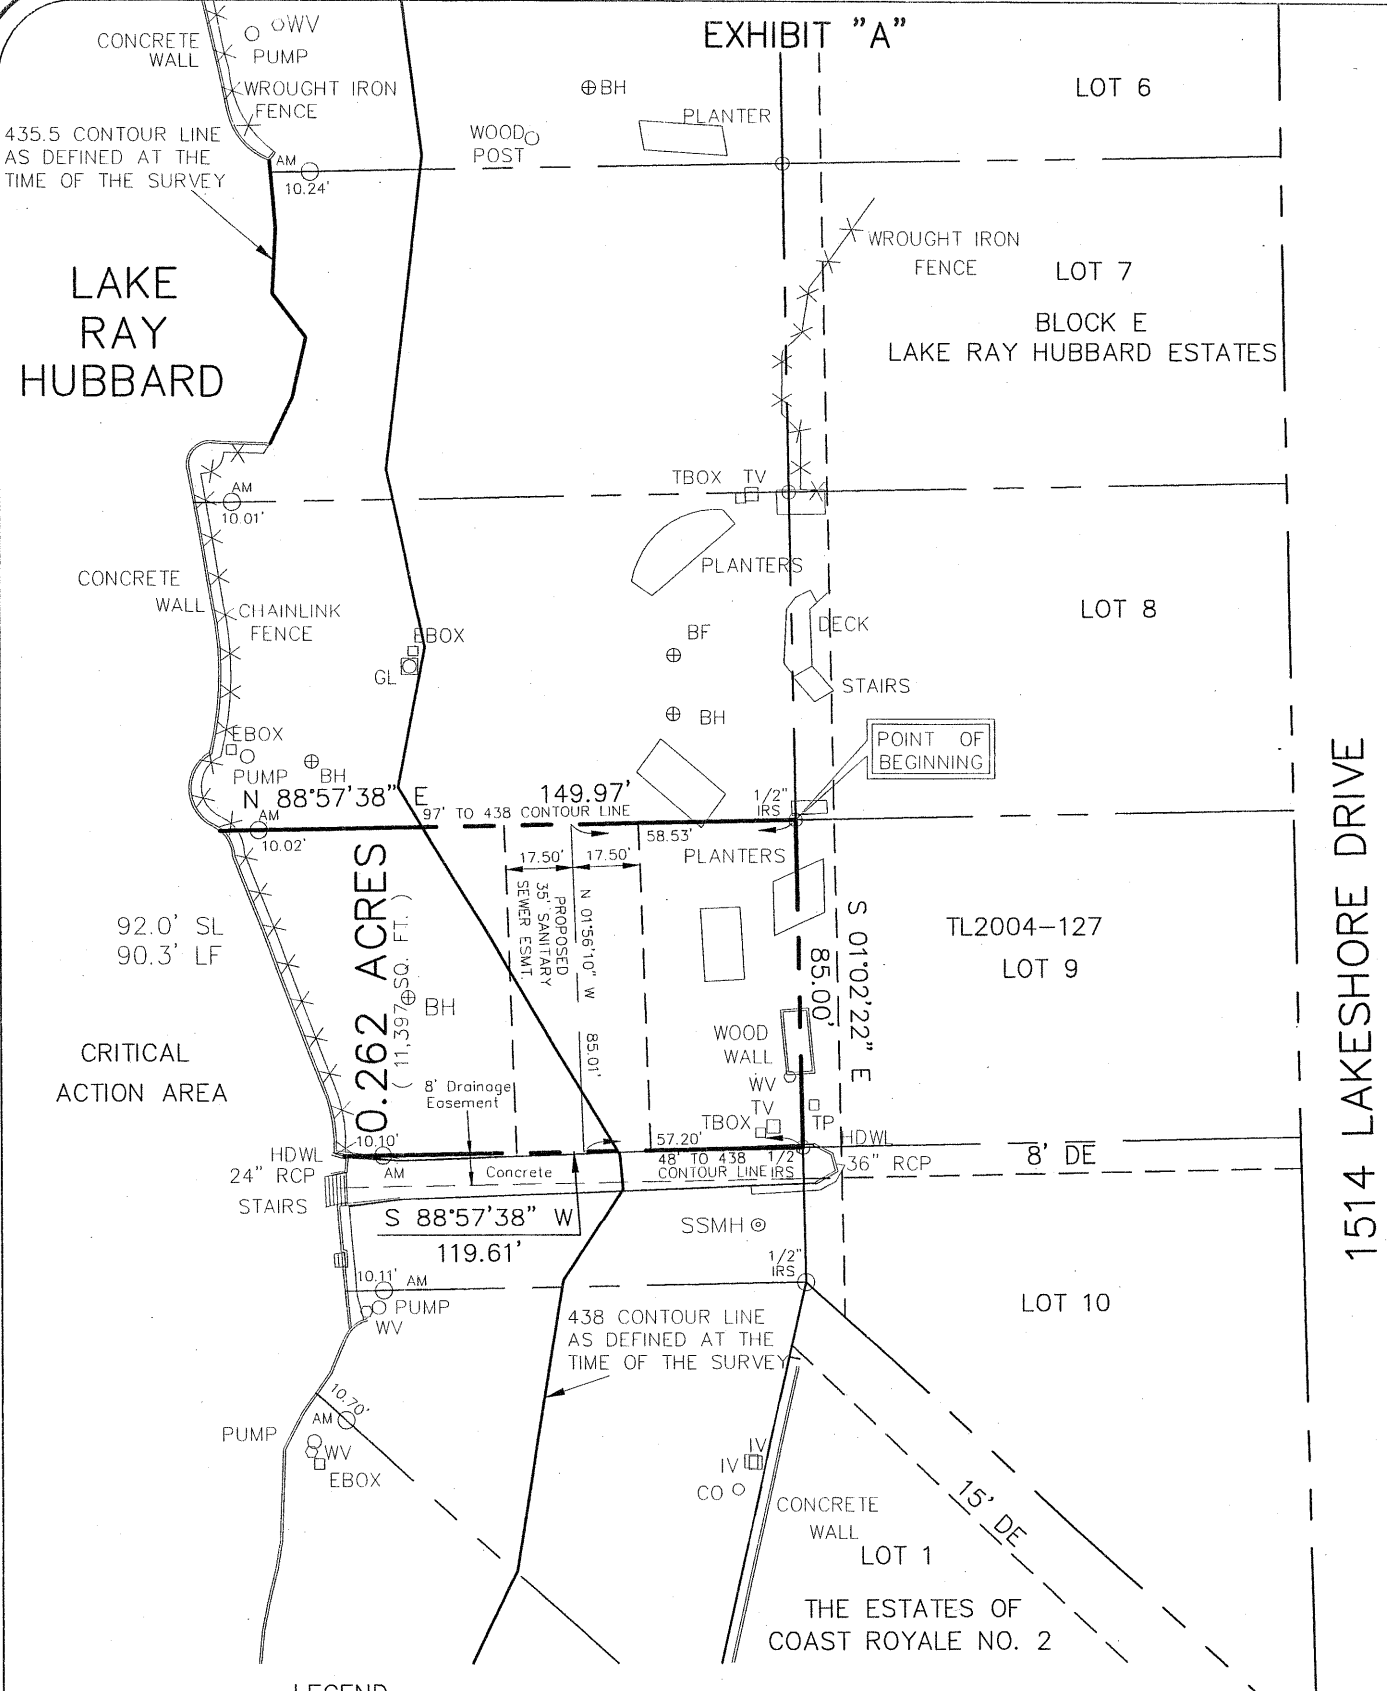 EXHIBIT "A"
WV
PUMP
CONCRETE
WALL
WROUGHT IRON
FENCE
BH
PLANTER
WOOD
POST
LOT 6
435.5 CONTOUR LINE
AS DEFINED AT THE
TIME OF THE SURVEY
AM
10.24'
WROUGHT IRON
FENCE
LOT 7
BLOCK E
LAKE RAY HUBBARD ESTATES
LAKE
RAY
HUBBARD
AM
10.01'
TBOX
TV
PLANTERS
CONCRETE
WALL
CHAINLINK
FENCE
EBOX
GL
BF
BH
DECK
STAIRS
LOT 8
EBOX
PUMP
BH
POINT OF
BEGINNING
N 88°57'38" E
149.97'
97' TO 438 CONTOUR LINE
1/2"
IRS
AM
10.02'
58.53'
17.50'
17.50'
PLANTERS
0.262 ACRES
( 11,397 SQ. FT. )
PROPOSED
35' SANITARY
SEWER ESMT.
N 01°56'10" W
85.01'
S 01°02'22" E
85.00'
TL2004-127
LOT 9
92.0' SL
90.3' LF
BH
CRITICAL
ACTION AREA
8' Drainage
Easement
WOOD
WALL
WV
TV
TBOX
TP
HDWL
36" RCP
8' DE
HDWL
24" RCP
STAIRS
10.10'
AM
Concrete
57.20'
48' TO 438
CONTOUR LINE
1/2
IRS
S 88°57'38" W
119.61'
SSMH
1/2"
IRS
10.11'
AM
PUMP
WV
438 CONTOUR LINE
AS DEFINED AT THE
TIME OF THE SURVEY
LOT 10
1514 LAKESHORE DRIVE
10.70'
AM
PUMP
WV
EBOX
IV
IV
CO
CONCRETE
WALL
15' DE
LOT 1
THE ESTATES OF
COAST ROYALE NO. 2
LEGEND